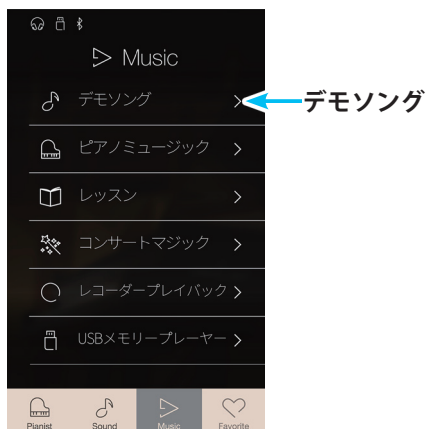 Music
デモソング
デモソング
ピアノミュージック
レッスン
コンサートマジック
レコーダープレイバック
USBメモリープレーヤー
Pianist Sound Music Favorite